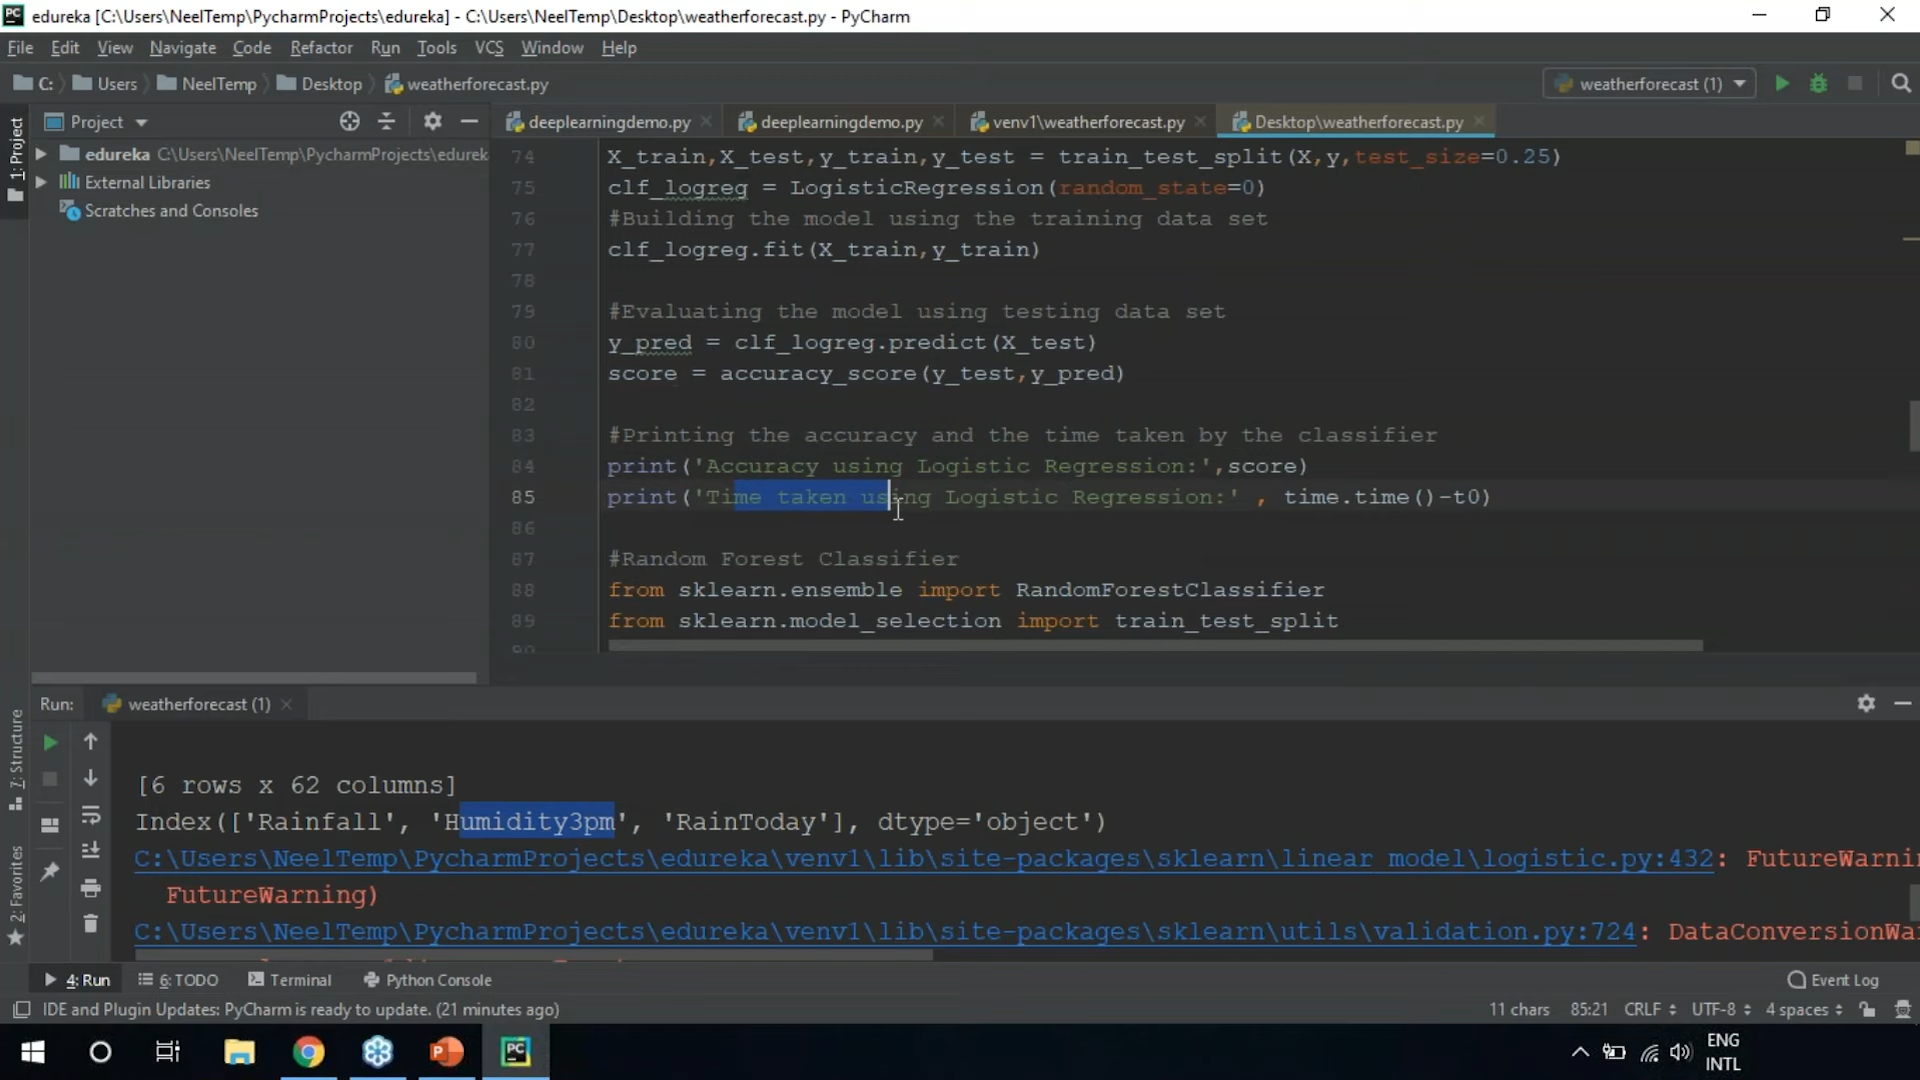 edureka [C:\Users\NeelTemp\PycharmProjects\edureka] - C:\Users\NeelTemp\Desktop\weatherforecast.py - PyCharm
File Edit View Navigate Code Refactor Run Tools VCS Window Help
C: Users NeelTemp Desktop weatherforecast.py
weatherforecast (1)
Project
deeplearningdemo.py
deeplearningdemo.py
venv1\weatherforecast.py
Desktop\weatherforecast.py
1: Project
edureka C:\Users\NeelTemp\PycharmProjects\edurek
External Libraries
Scratches and Consoles
74 X_train,X_test,y_train,y_test = train_test_split(X,y,test_size=0.25)
75 clf_logreg = LogisticRegression(random_state=0)
76 #Building the model using the training data set
77 clf_logreg.fit(X_train,y_train)
78
79 #Evaluating the model using testing data set
80 y_pred = clf_logreg.predict(X_test)
81 score = accuracy_score(y_test,y_pred)
82
83 #Printing the accuracy and the time taken by the classifier
84 print('Accuracy using Logistic Regression:',score)
85 print('Time taken using Logistic Regression:' , time.time()-t0)
86
87 #Random Forest Classifier
88 from sklearn.ensemble import RandomForestClassifier
89 from sklearn.model_selection import train_test_split
90
Run: weatherforecast (1)
7: Structure
2: Favorites
[6 rows x 62 columns]
Index(['Rainfall', 'Humidity3pm', 'RainToday'], dtype='object')
C:\Users\NeelTemp\PycharmProjects\edureka\venv1\lib\site-packages\sklearn\linear_model\logistic.py:432: FutureWarnin
FutureWarning)
C:\Users\NeelTemp\PycharmProjects\edureka\venv1\lib\site-packages\sklearn\utils\validation.py:724: DataConversionWa
4: Run 6: TODO Terminal Python Console Event Log
IDE and Plugin Updates: PyCharm is ready to update. (21 minutes ago) 11 chars 85:21 CRLF UTF-8 4 spaces
ENG
INTL